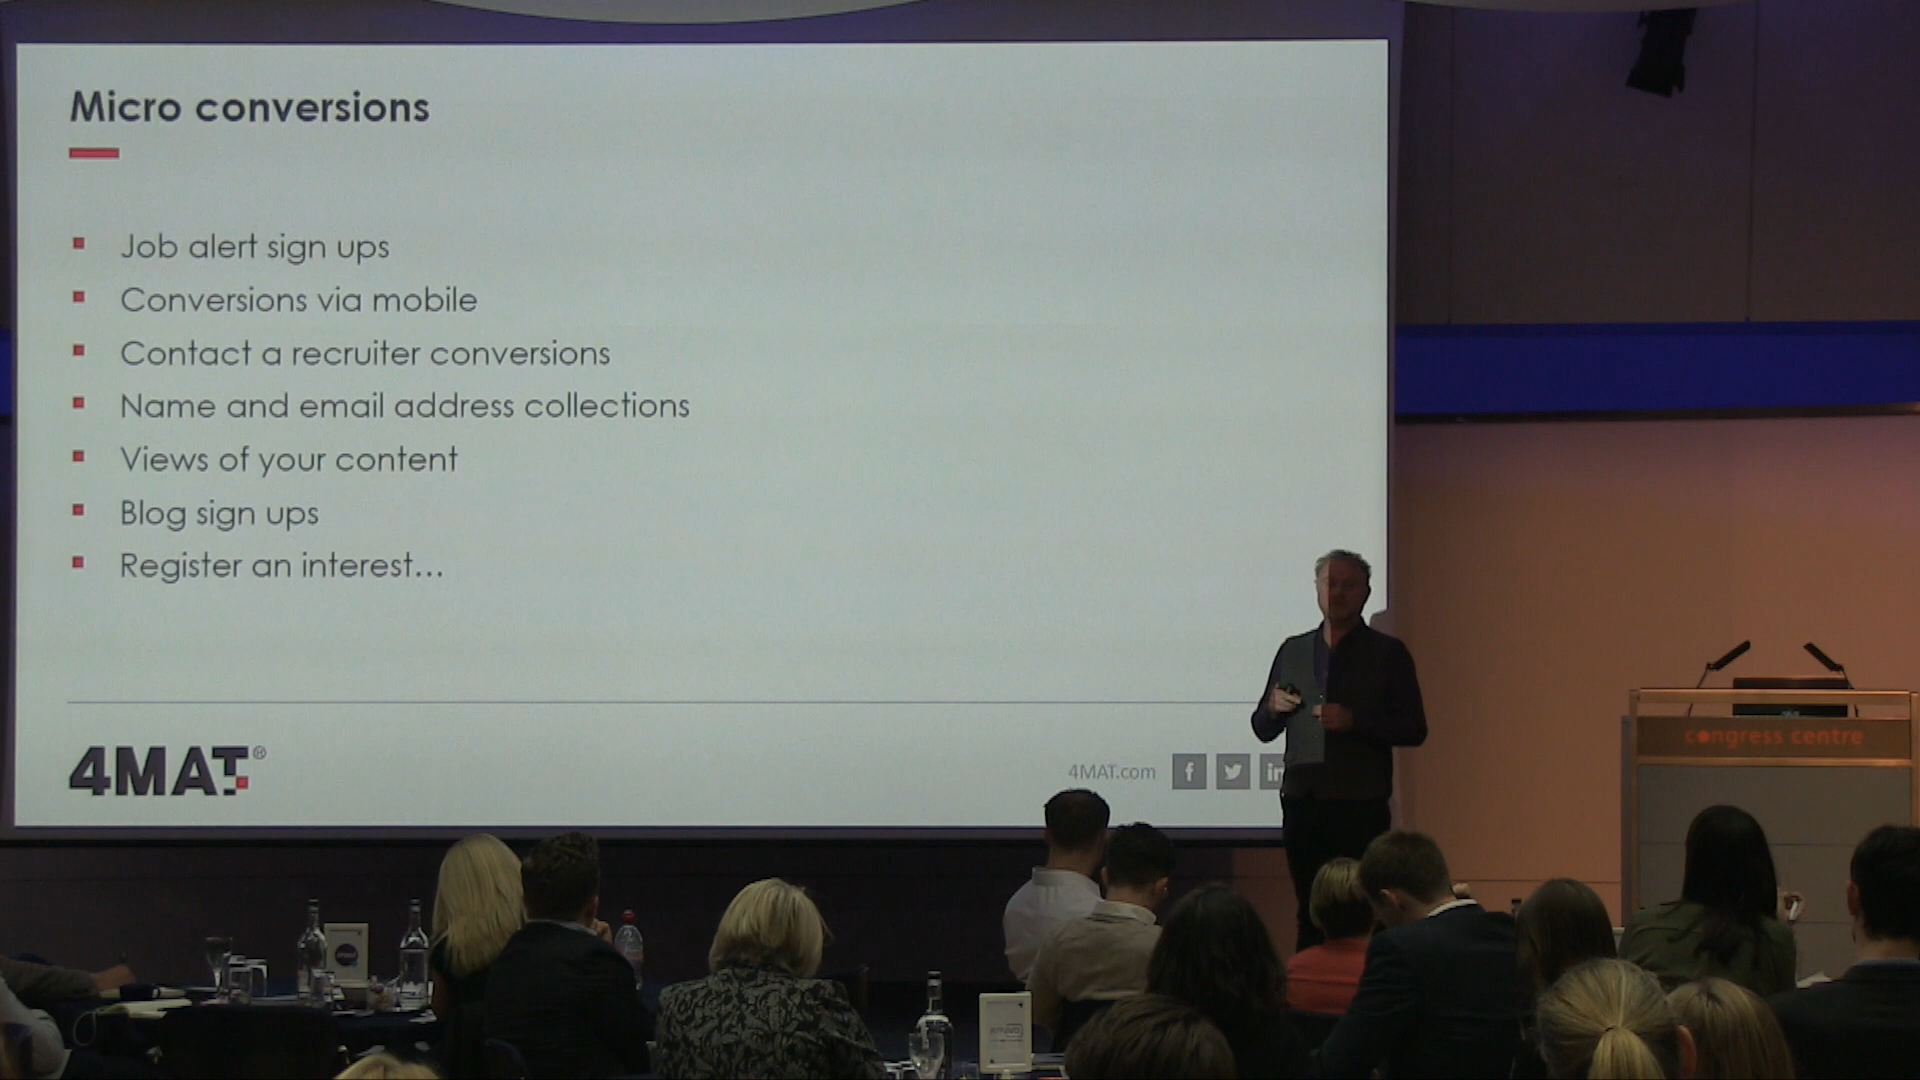 Micro conversions
Job alert sign ups
Conversions via mobile
Contact a recruiter conversions
Name and email address collections
Views of your content
Blog sign ups
Register an interest...
4MAT®
4MAT.com
f
in
congress centre